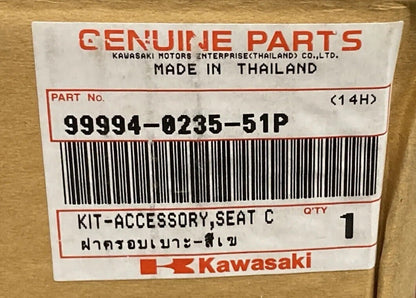 GENUINE PARTS
KAWASAKI MOTORS ENTERPRISE(THAILAND) CO.,LTD.
MADE IN THAILAND
PART No. (14H)
99994-0235-51P
KIT-ACCESSORY,SEAT C Q'TY 1
ฝาครอบเบาะ-สีเข
Kawasaki